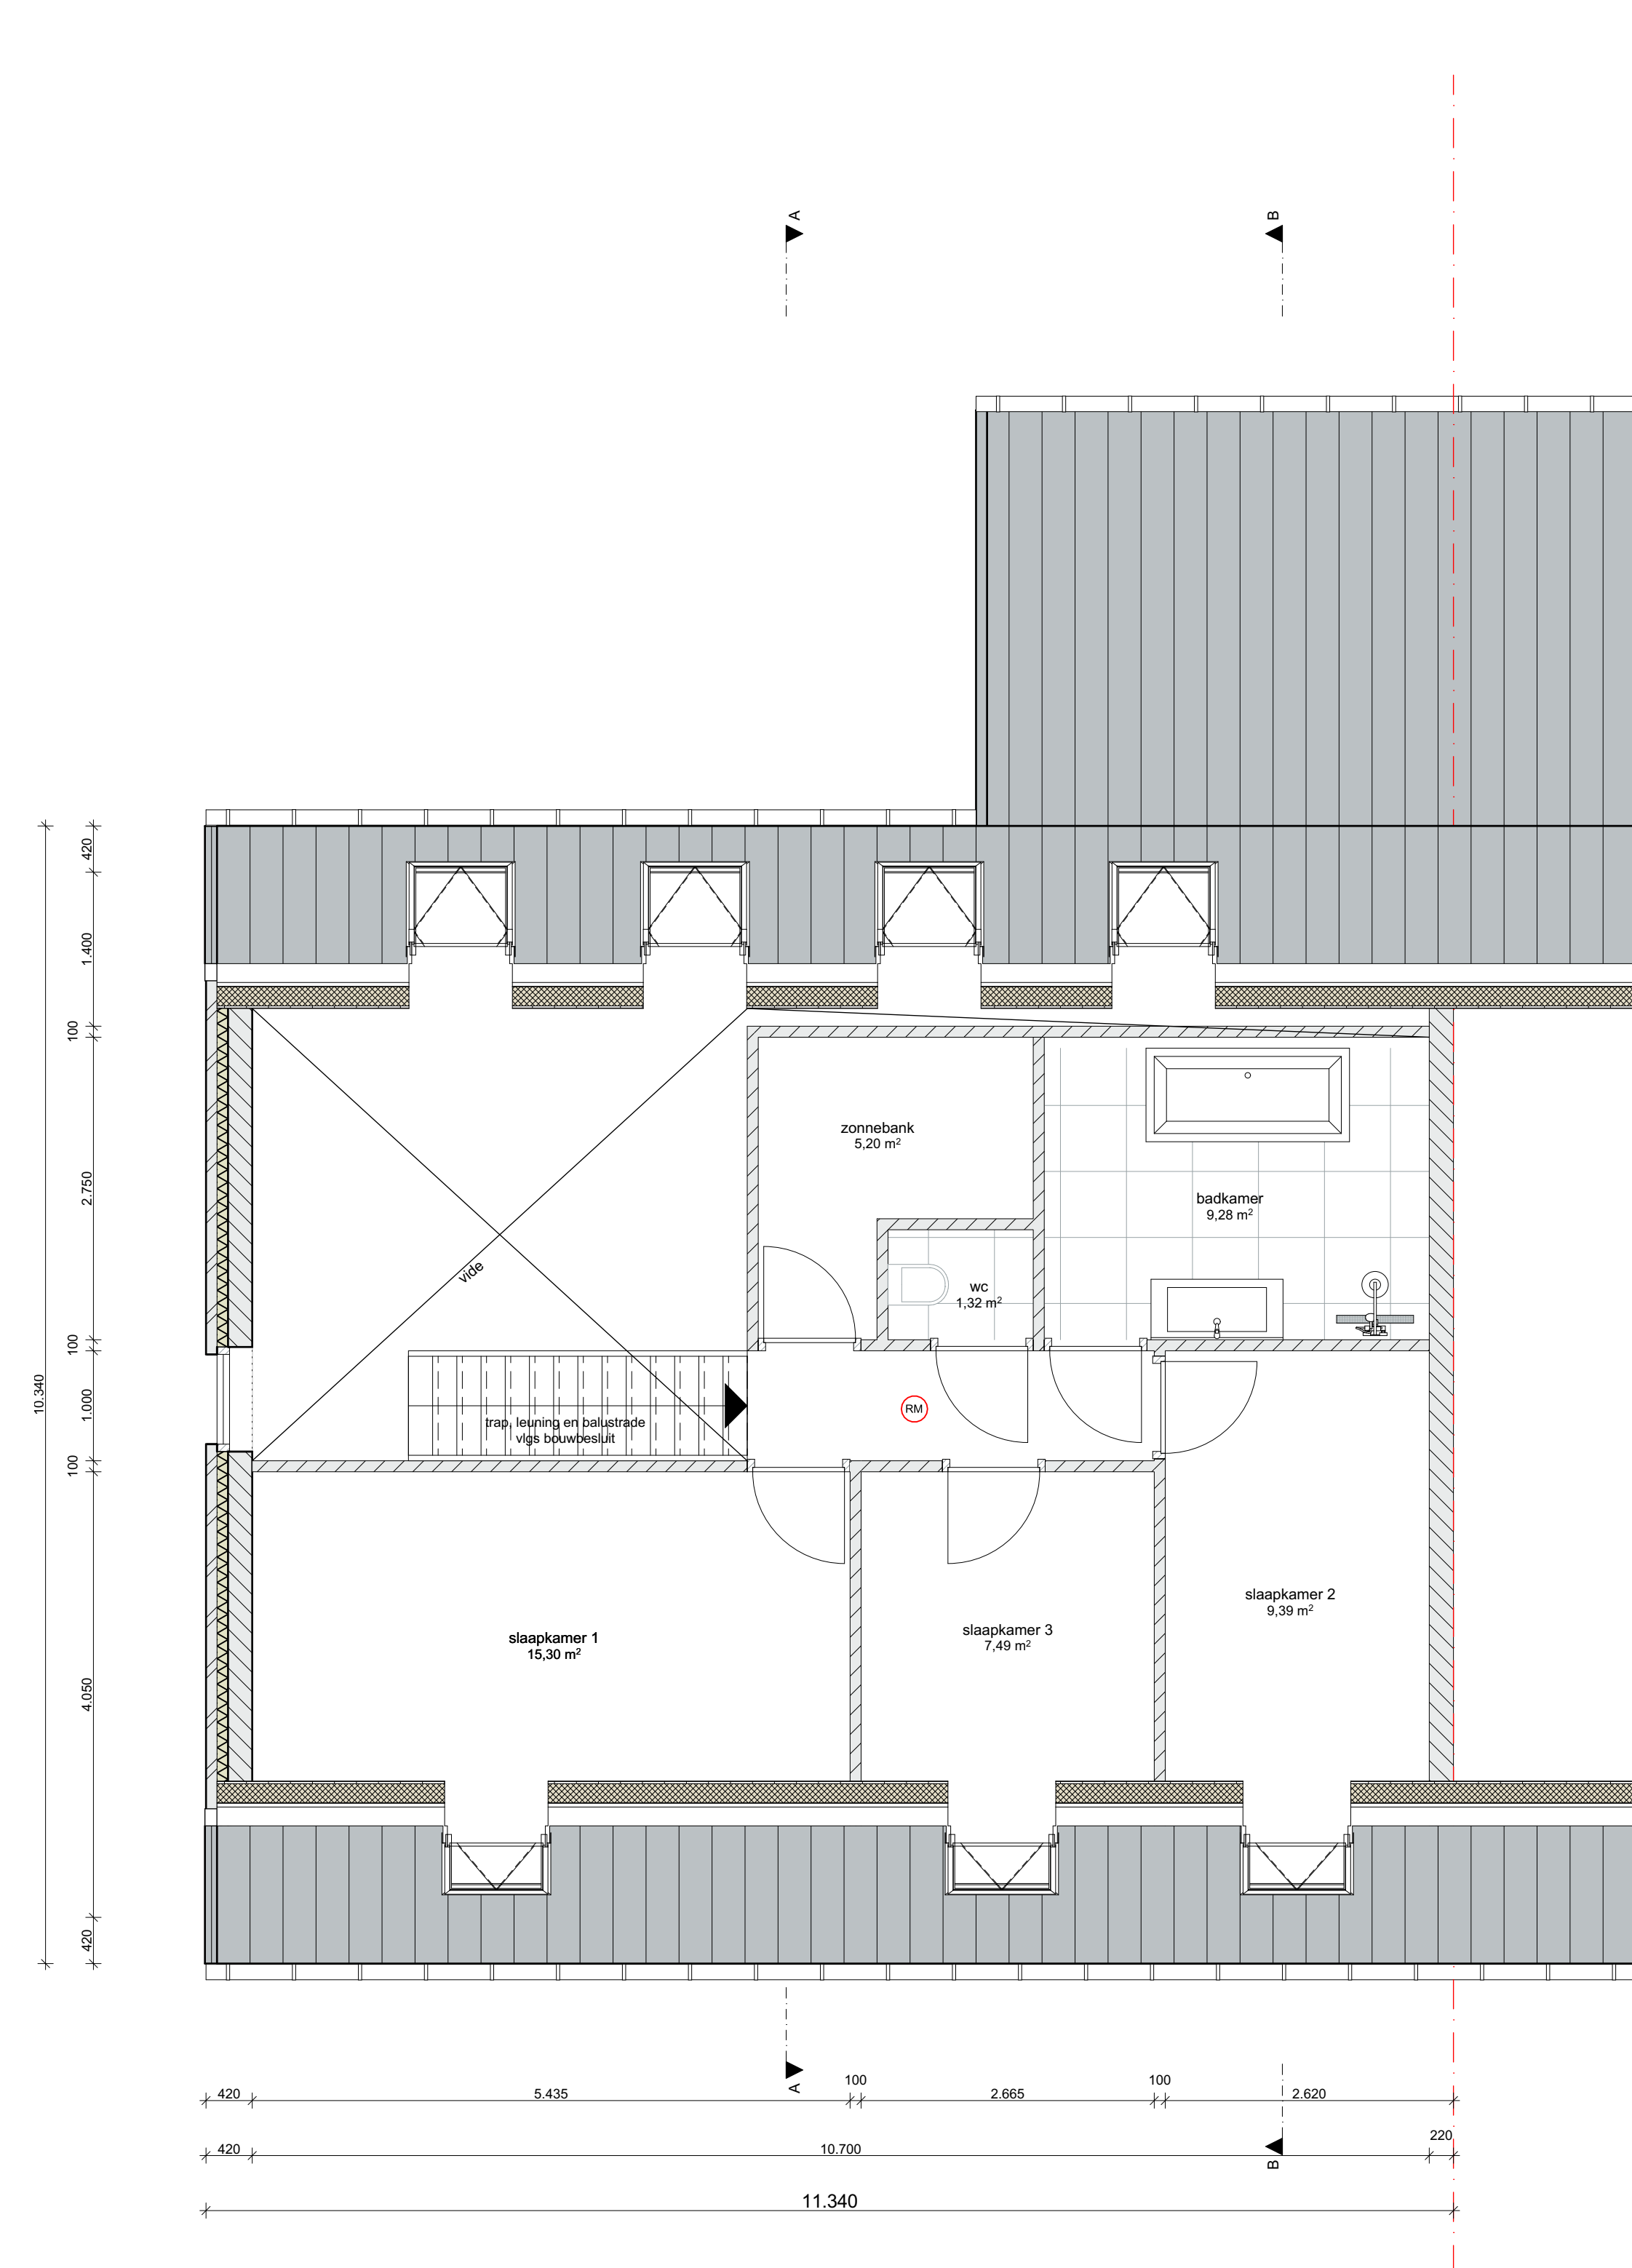 A
B
420
1.400
100
2.750
100
1.000
100
4.050
420
10.340
zonnebank
5,20 m²
badkamer
9,28 m²
wc
1,32 m²
vide
RM
trap, leuning en balustrade
vlgs bouwbesluit
slaapkamer 2
9,39 m²
slaapkamer 3
7,49 m²
slaapkamer 1
15,30 m²
A
100
100
420
5.435
2.665
2.620
220
420
10.700
B
11.340